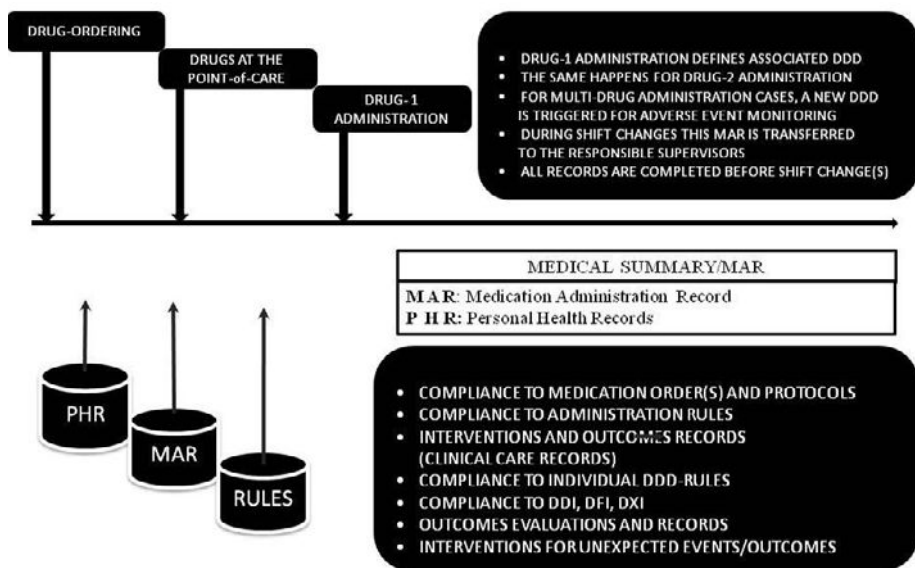 DRUG-ORDERING
DRUGS AT THE
POINT-of-CARE
DRUG- 1
ADMINISTRATION
• DRUG-1 ADMINISTRATION DEFINES ASSOCIATED DDD
• THE SAME HAPPENS FOR DRUG-2 ADMINISTRATION
• FOR MULTI-DRUG ADMINISTRATION CASES, A NEW DDD
IS TRIGGERED FOR ADVERSE EVENT MONITORING
• DURING SHIFT CHANGES THIS MAR IS TRANSFERRED
TO THE RESPONSIBLE SUPERVISORS
• ALL RECORDS ARE COMPLETED BEFORE SHIFT CHANGE(S)
MEDICAL SUMMARY/MAR
MAR: Medication Administration Record
PHR: Personal Health Records
PHR
MAR
RULES
• COMPLIANCE TO MEDICATION ORDER(S) AND PROTOCOLS
• COMPLIANCE TO ADMINISTRATION RULES
• INTERVENTIONS AND OUTCOMES RECORDS
(CLINICAL CARE RECORDS)
• COMPLIANCE TO INDIVIDUAL DDD-RULES
• COMPLIANCE TO DDI, DFI, DXI
• OUTCOMES EVALUATIONS AND RECORDS
• INTERVENTIONS FOR UNEXPECTED EVENTS/OUTCOMES